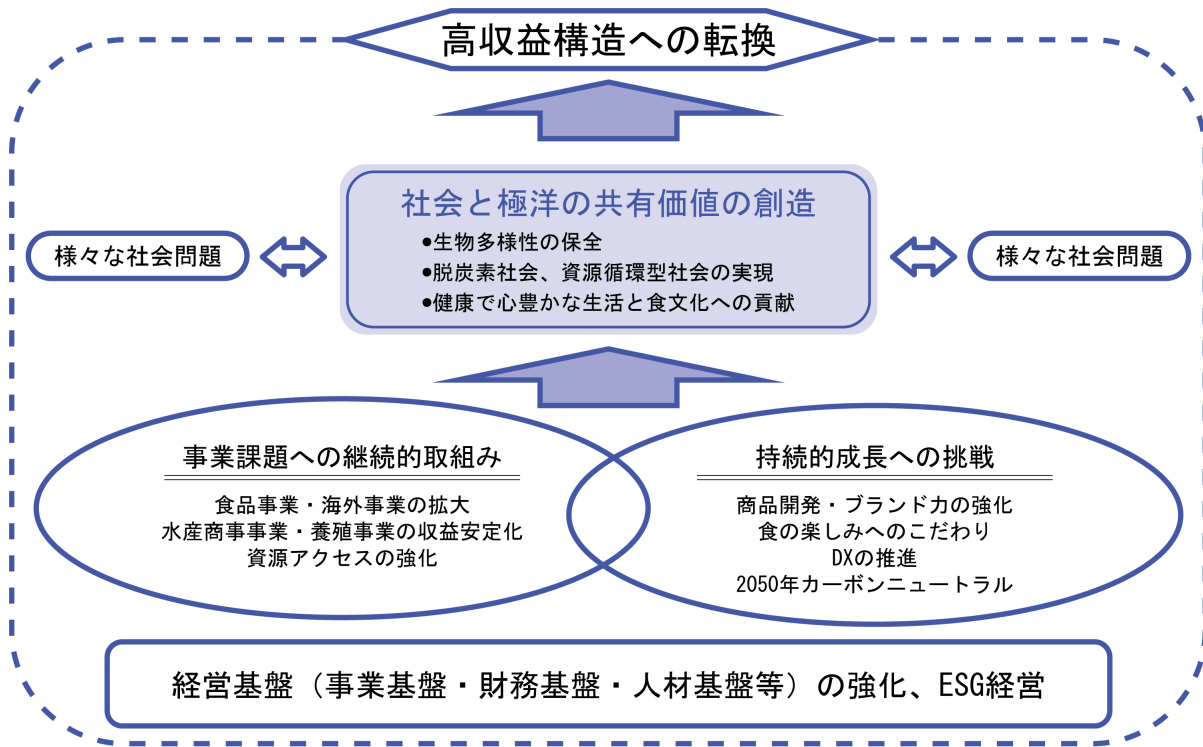 高収益構造への転換
社会と極洋の共有価値の創造
●生物多様性の保全
●脱炭素社会、資源循環型社会の実現
●健康で心豊かな生活と食文化への貢献
様々な社会問題
様々な社会問題
事業課題への継続的取組み
食品事業・海外事業の拡大
水産商事事業・養殖事業の収益安定化
資源アクセスの強化
持続的成長への挑戦
商品開発・ブランド力の強化
食の楽しみへのこだわり
DXの推進
2050年カーボンニュートラル
経営基盤（事業基盤・財務基盤・人材基盤等）の強化、ESG経営